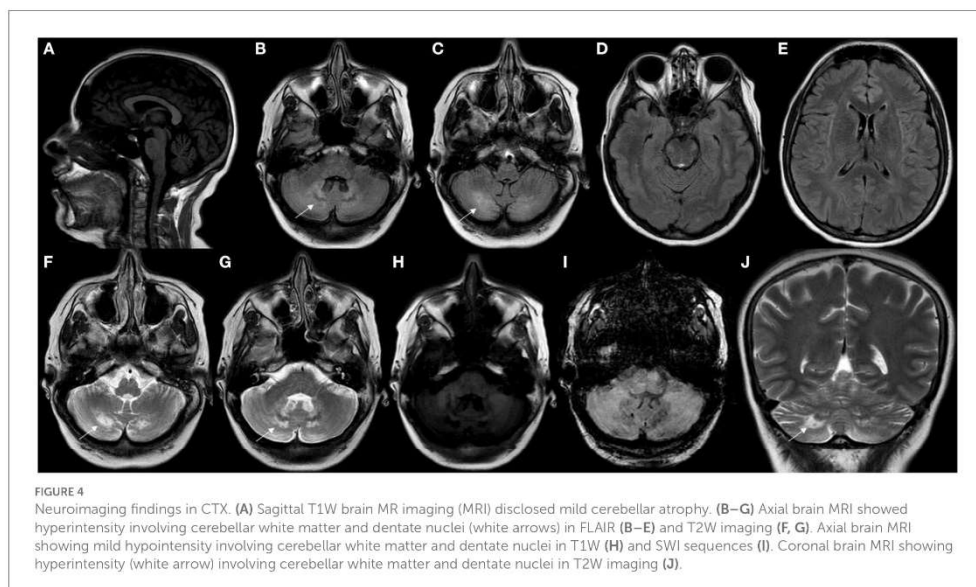 A
B
C
D
E
F
G
H
I
J
FIGURE 4
Neuroimaging findings in CTX. (A) Sagittal T1W brain MR imaging (MRI) disclosed mild cerebellar atrophy. (B–G) Axial brain MRI showed
hyperintensity involving cerebellar white matter and dentate nuclei (white arrows) in FLAIR (B–E) and T2W imaging (F, G). Axial brain MRI
showing mild hypointensity involving cerebellar white matter and dentate nuclei in T1W (H) and SWI sequences (I). Coronal brain MRI showing
hyperintensity (white arrow) involving cerebellar white matter and dentate nuclei in T2W imaging (J).